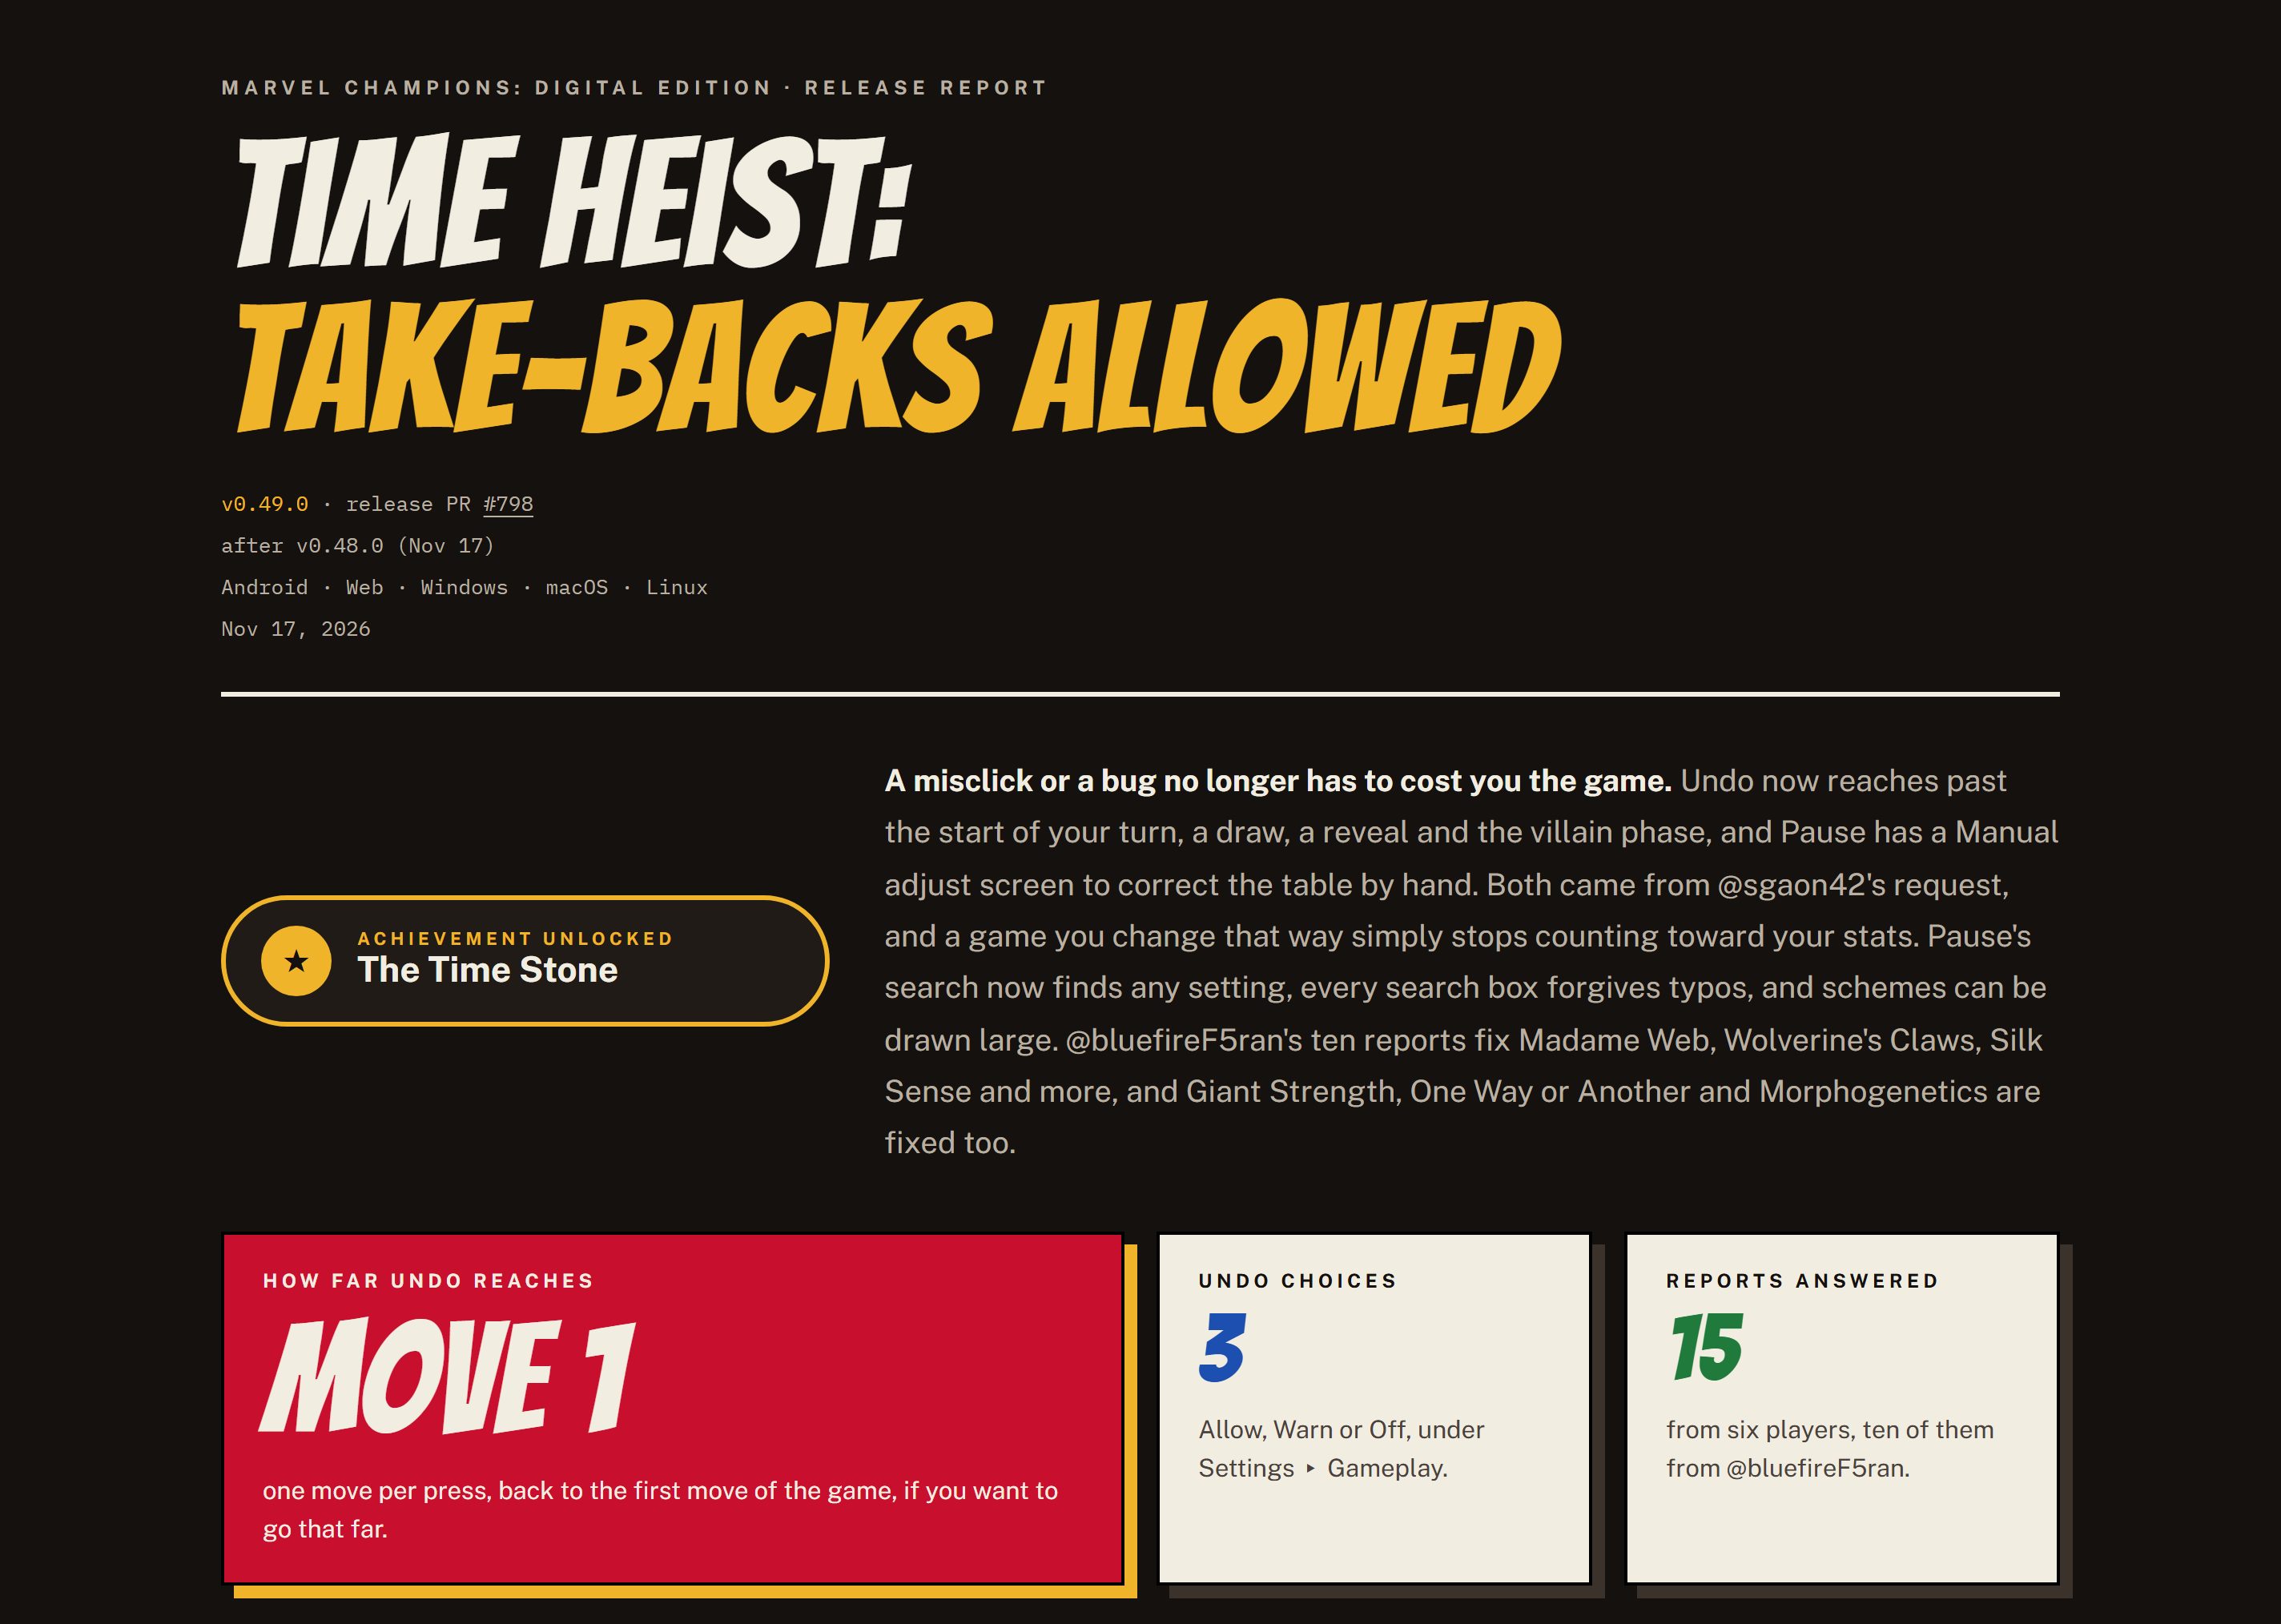 MARVEL CHAMPIONS: DIGITAL EDITION · RELEASE REPORT
TIME HEIST:
TAKE-BACKS ALLOWED
v0.49.0 · release PR #798
after v0.48.0 (Nov 17)
Android · Web · Windows · macOS · Linux
Nov 17, 2026
A misclick or a bug no longer has to cost you the game. Undo now reaches past
the start of your turn, a draw, a reveal and the villain phase, and Pause has a Manual
adjust screen to correct the table by hand. Both came from @sgaon42's request,
and a game you change that way simply stops counting toward your stats. Pause's
search now finds any setting, every search box forgives typos, and schemes can be
drawn large. @bluefireF5ran's ten reports fix Madame Web, Wolverine's Claws, Silk
Sense and more, and Giant Strength, One Way or Another and Morphogenetics are
fixed too.
★
ACHIEVEMENT UNLOCKED
The Time Stone
HOW FAR UNDO REACHES
MOVE 1
one move per press, back to the first move of the game, if you want to
go that far.
UNDO CHOICES
3
Allow, Warn or Off, under
Settings ▸ Gameplay.
REPORTS ANSWERED
15
from six players, ten of them
from @bluefireF5ran.